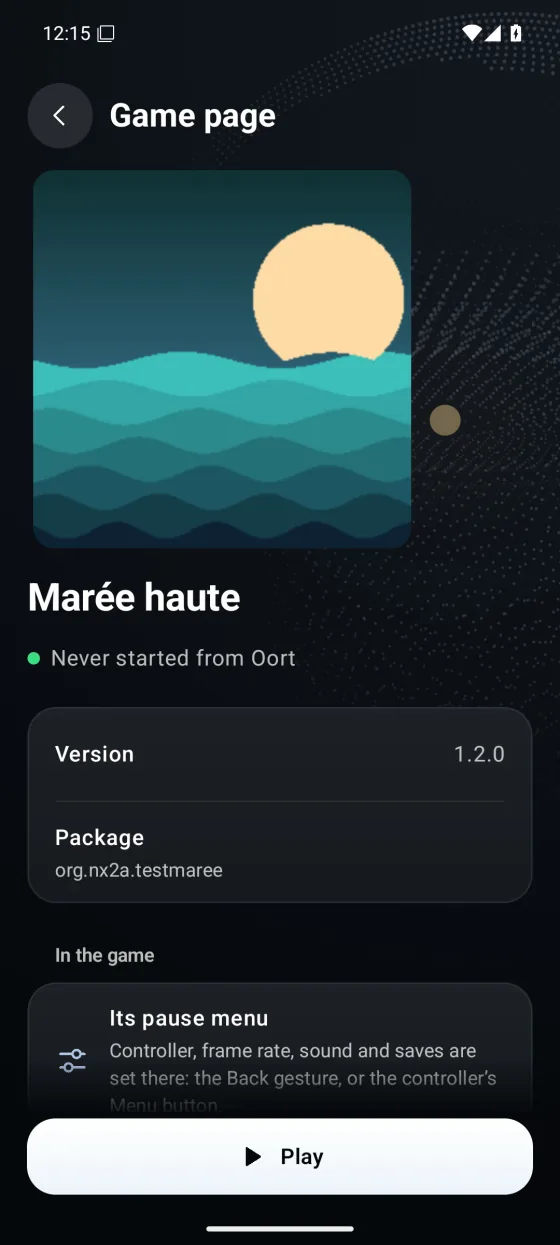 12:15
Game page
Marée haute
Never started from Oort
Version
1.2.0
Package
org.nx2a.testmaree
In the game
Its pause menu
Controller, frame rate, sound and saves are
set there: the Back gesture, or the controller’s
Menu button.
Play